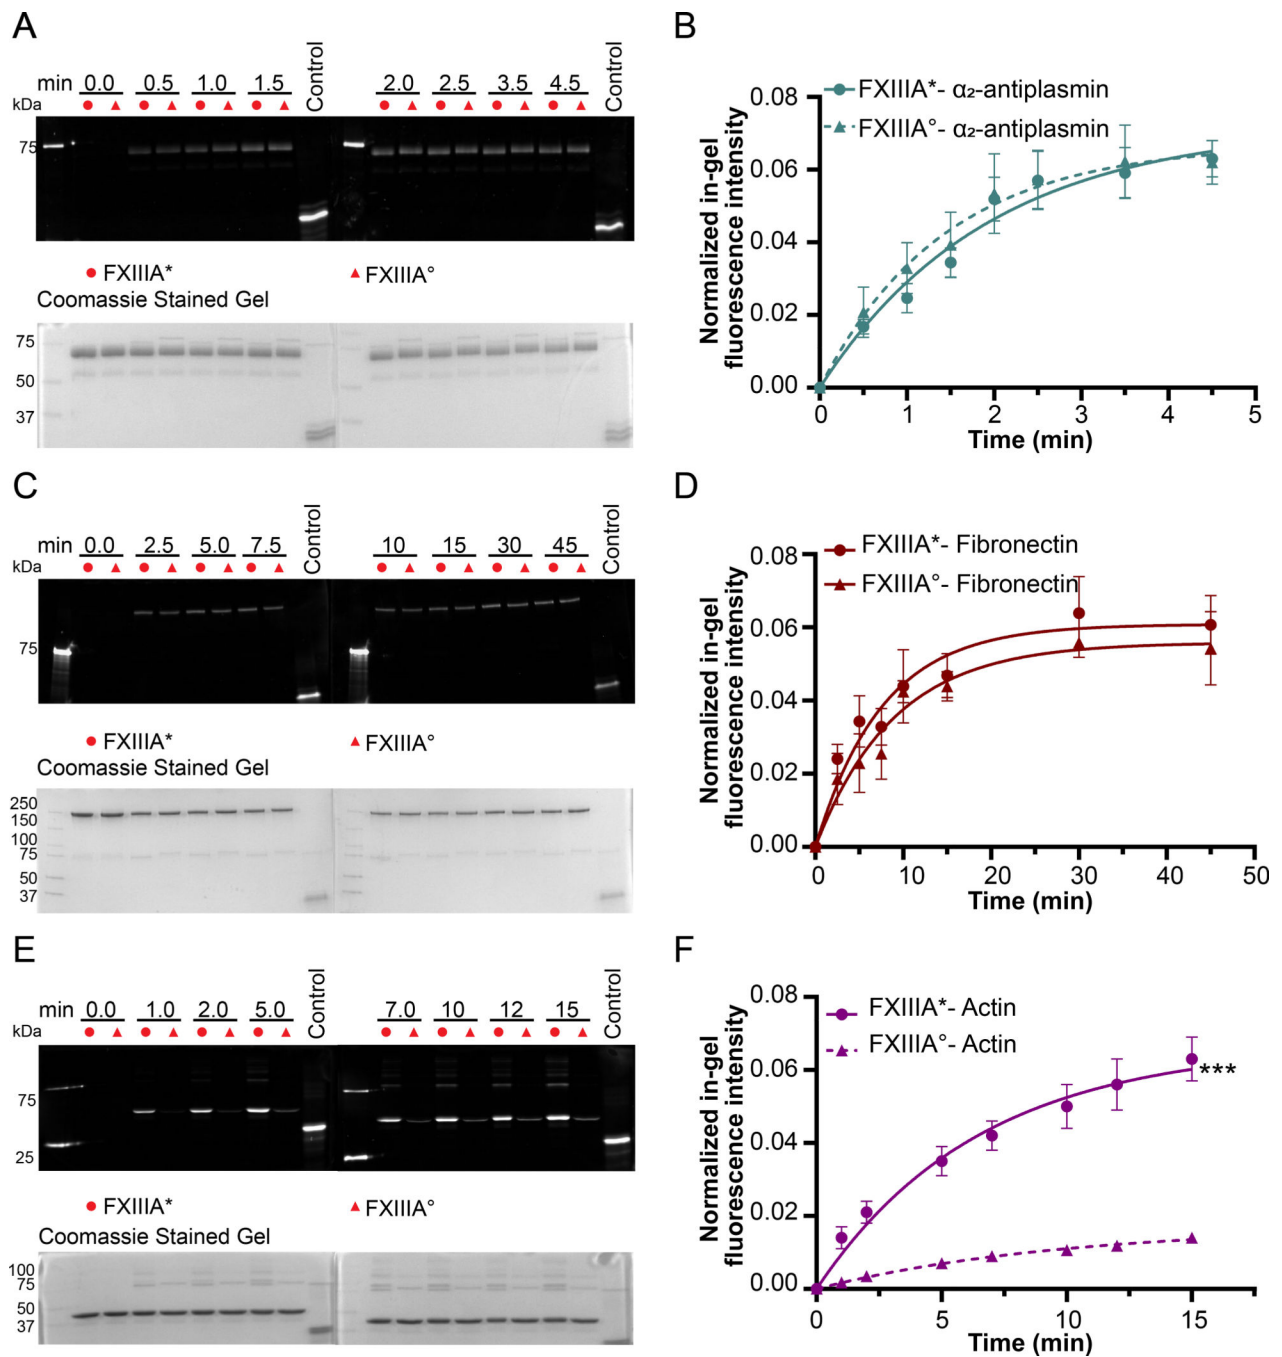 A
min 0.0 0.5 1.0 1.5 Control 2.0 2.5 3.5 4.5 Control
kDa
75
FXIIIA* FXIIIA°
Coomassie Stained Gel
75
50
37
B
FXIIIA*- α₂-antiplasmin
FXIIIA°- α₂-antiplasmin
Normalized in-gel
fluorescence intensity
0.08
0.06
0.04
0.02
0.00
0 1 2 3 4 5
Time (min)
C
min 0.0 2.5 5.0 7.5 Control 10 15 30 45 Control
kDa
75
FXIIIA* FXIIIA°
Coomassie Stained Gel
250
150
100
75
50
37
D
FXIIIA*- Fibronectin
FXIIIA°- Fibronectin
Normalized in-gel
fluorescence intensity
0.08
0.06
0.04
0.02
0.00
0 10 20 30 40 50
Time (min)
E
min 0.0 1.0 2.0 5.0 Control 7.0 10 12 15 Control
kDa
75
25
FXIIIA* FXIIIA°
Coomassie Stained Gel
100
75
50
37
F
FXIIIA*- Actin
FXIIIA°- Actin
Normalized in-gel
fluorescence intensity
0.08
0.06
0.04
0.02
0.00
***
0 5 10 15
Time (min)